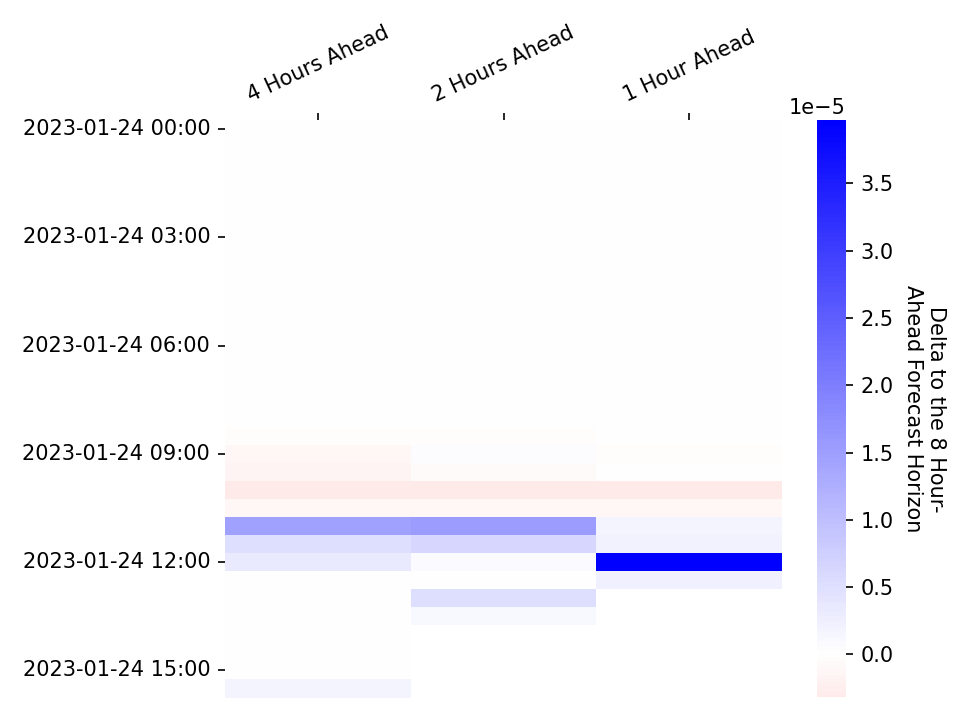 4 Hours Ahead
2 Hours Ahead
1 Hour Ahead
1e−5
2023-01-24 00:00
2023-01-24 03:00
2023-01-24 06:00
2023-01-24 09:00
2023-01-24 12:00
2023-01-24 15:00
3.5
3.0
2.5
2.0
1.5
1.0
0.5
0.0
Delta to the 8 Hour-
Ahead Forecast Horizon